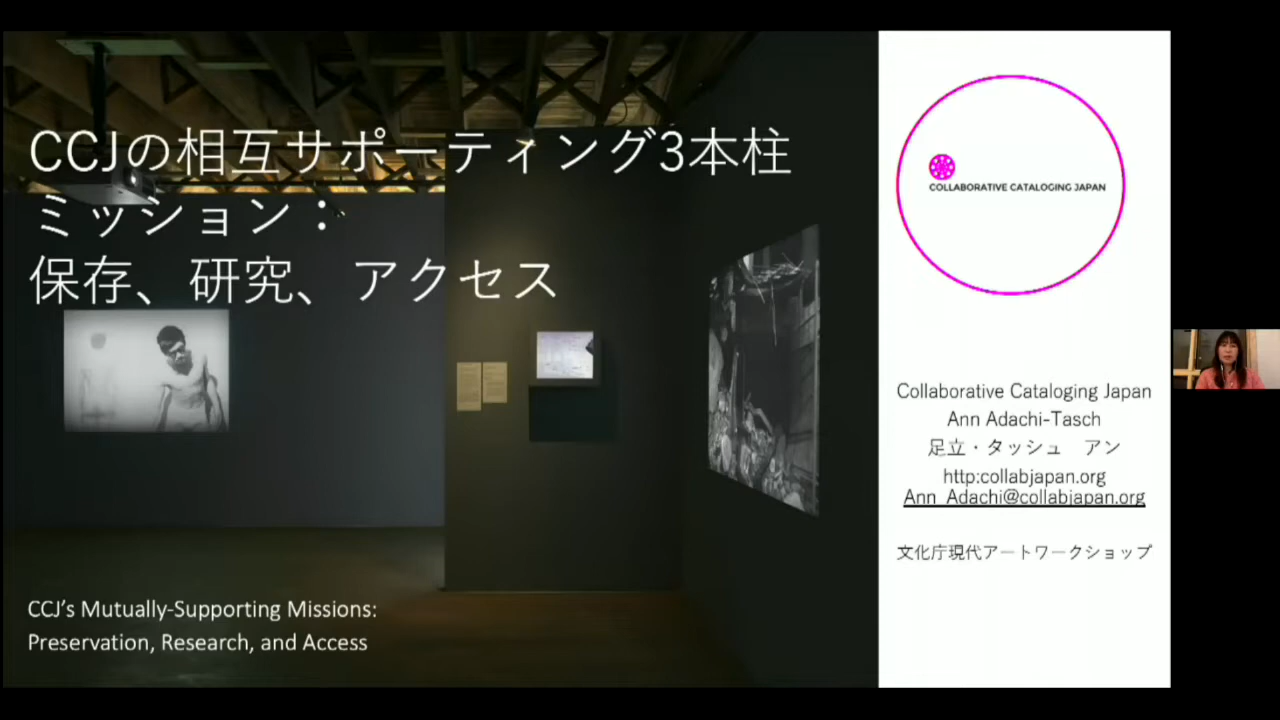 CCJの相互サポーティング3本柱
ミッション：
保存、研究、アクセス
CCJ’s Mutually-Supporting Missions:
Preservation, Research, and Access
COLLABORATIVE CATALOGING JAPAN
Collaborative Cataloging Japan
Ann Adachi-Tasch
足立・タッシュ　アン
http:collabjapan.org
Ann_Adachi@collabjapan.org
文化庁現代アートワークショップ